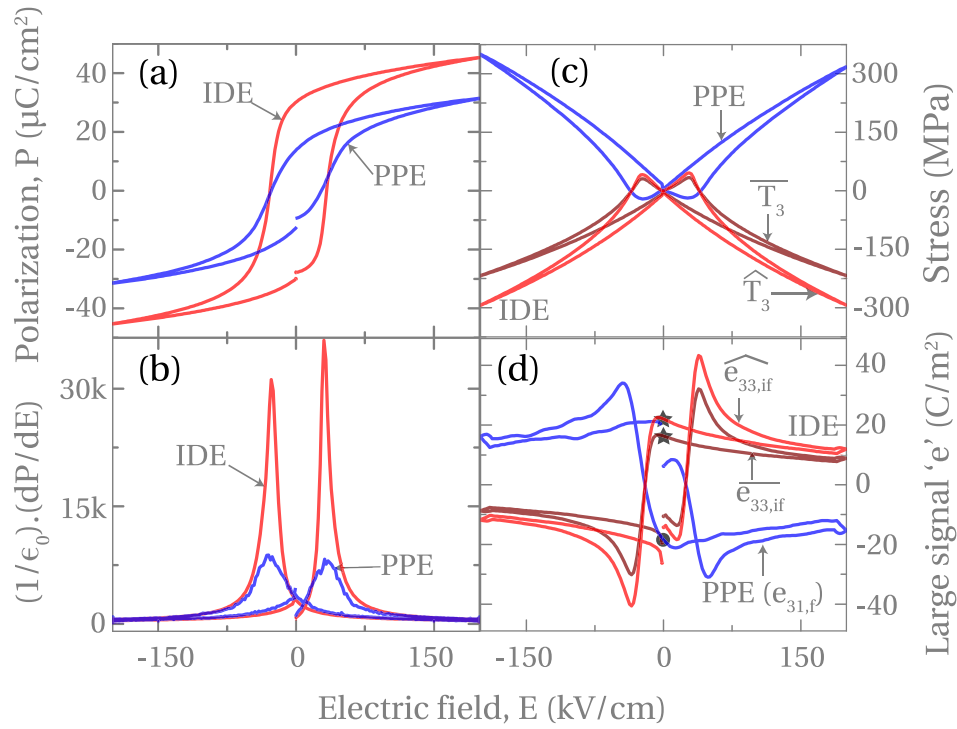 Polarization, P (μC/cm²)
40
20
0
-20
-40
(a)
IDE
PPE
(c)
PPE
T₃
T̂₃
IDE
300
150
0
-150
-300
Stress (MPa)
(1/ϵ₀).(dP/dE)
30k
15k
0
(b)
IDE
PPE
-150
0
150
(d)
e₃₃,if
IDE
e₃₃,if
PPE (e₃₁,f)
-150
0
150
40
20
0
-20
-40
Large signal ‘e’ (C/m²)
Electric field, E (kV/cm)